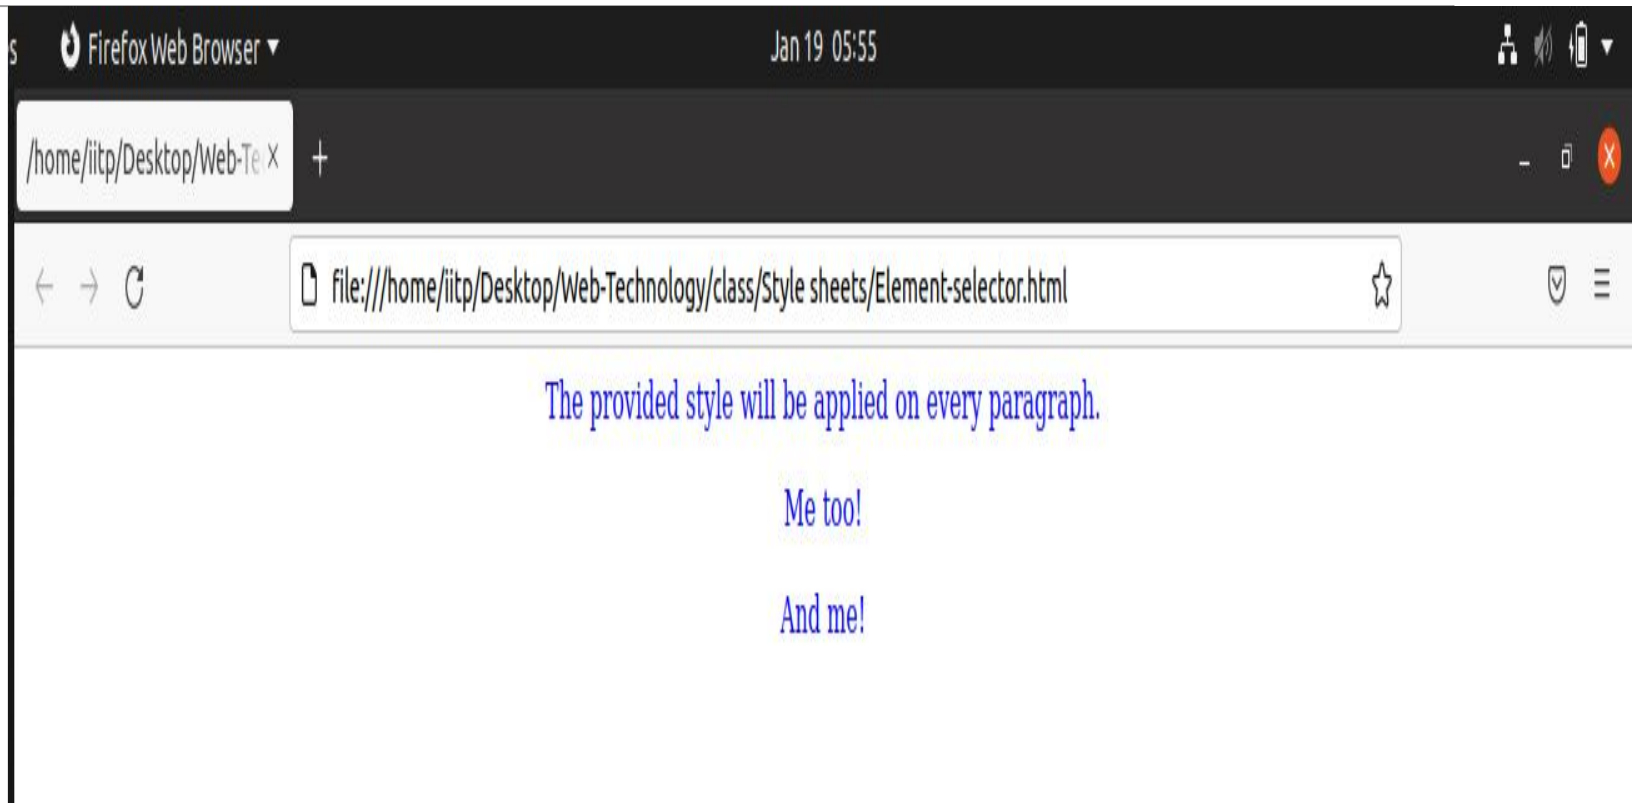 s Firefox Web Browser Jan 19 05:55
/home/iitp/Desktop/Web-Te
file:///home/iitp/Desktop/Web-Technology/class/Style sheets/Element-selector.html
The provided style will be applied on every paragraph.
Me too!
And me!